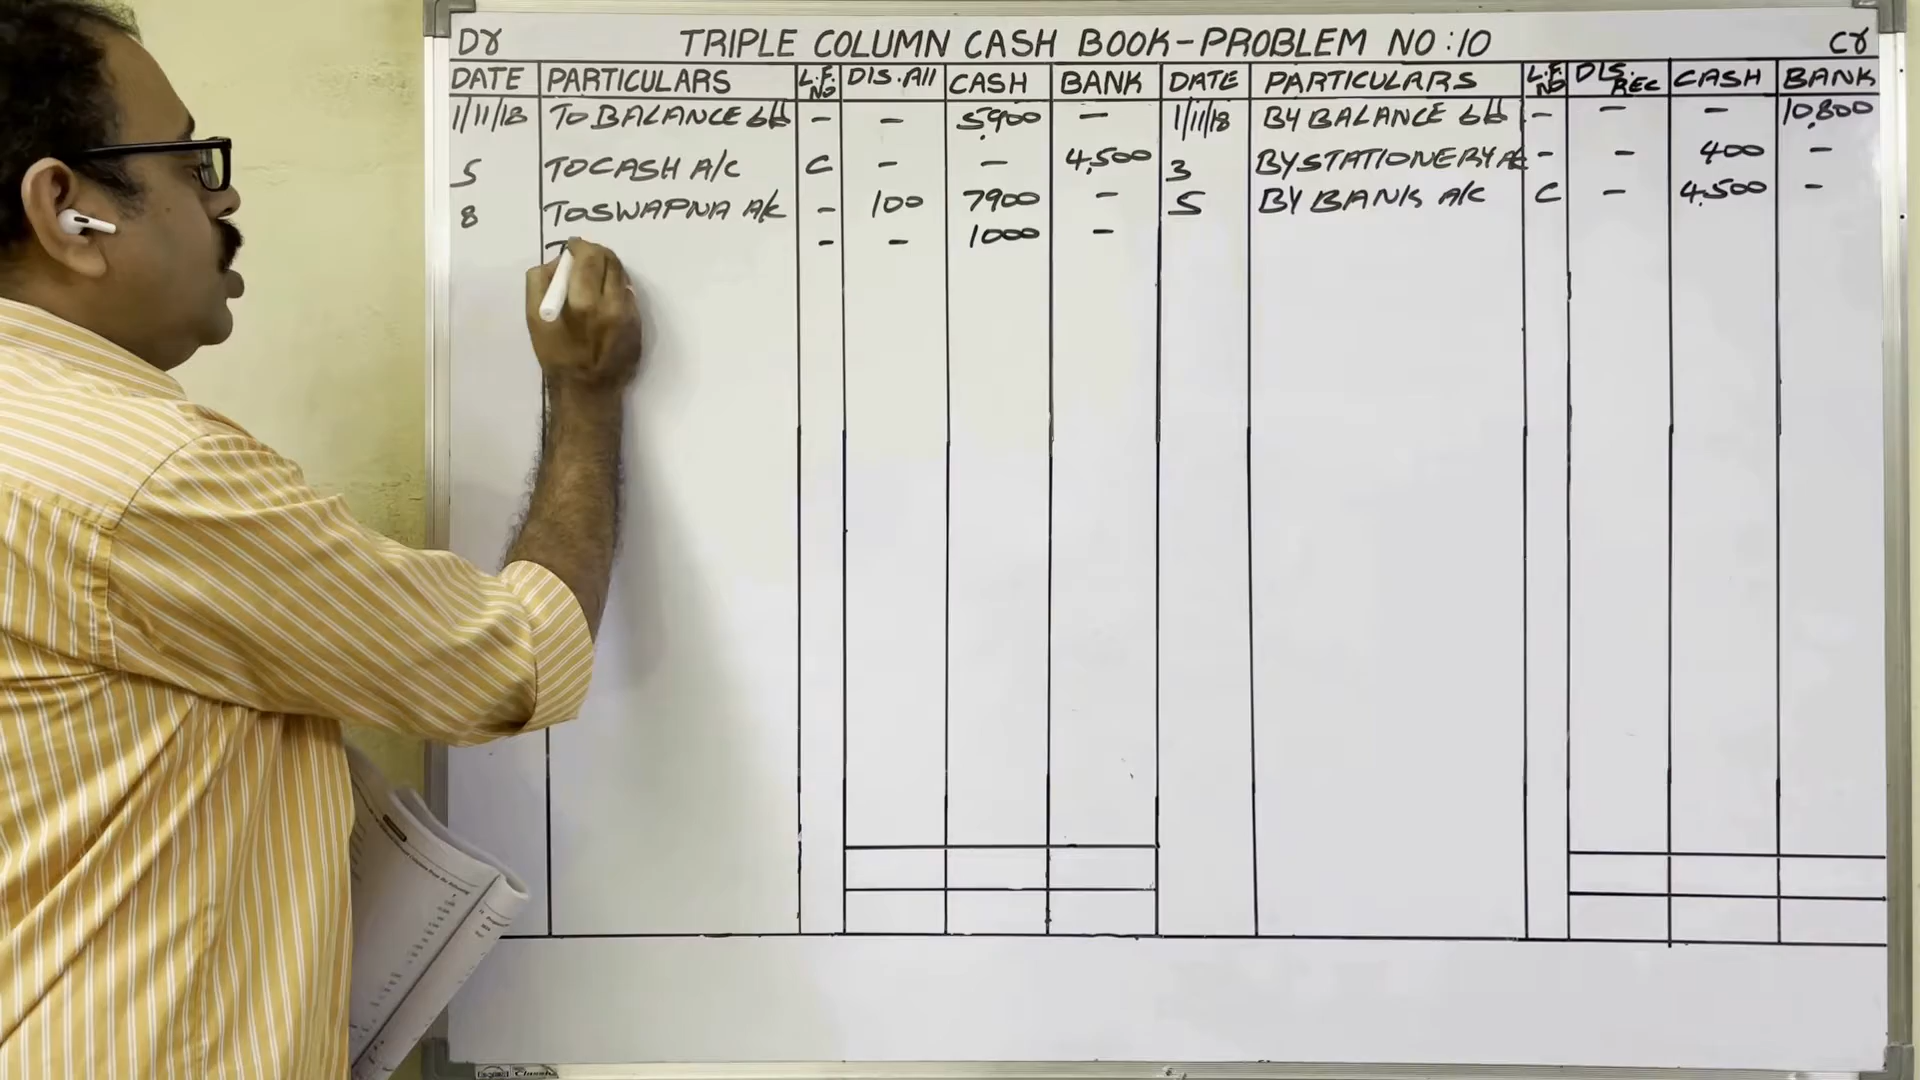 Dr TRIPLE COLUMN CASH BOOK-PROBLEM NO:10 Cr
DATE PARTICULARS L.F. NO DIS.All CASH BANK DATE PARTICULARS L.F. NO DIS. REC CASH BANK
1/11/18 TO BALANCE b/d - - 5,900 - 1/11/18 BY BALANCE b/d - - - 10,800
5 TO CASH A/C C - - 4,500 3 BY STATIONERY A/C - - 400 -
8 TO SWAPNA A/C - 100 7900 - 5 BY BANK A/C C - 4,500 -
T - - 1000 -